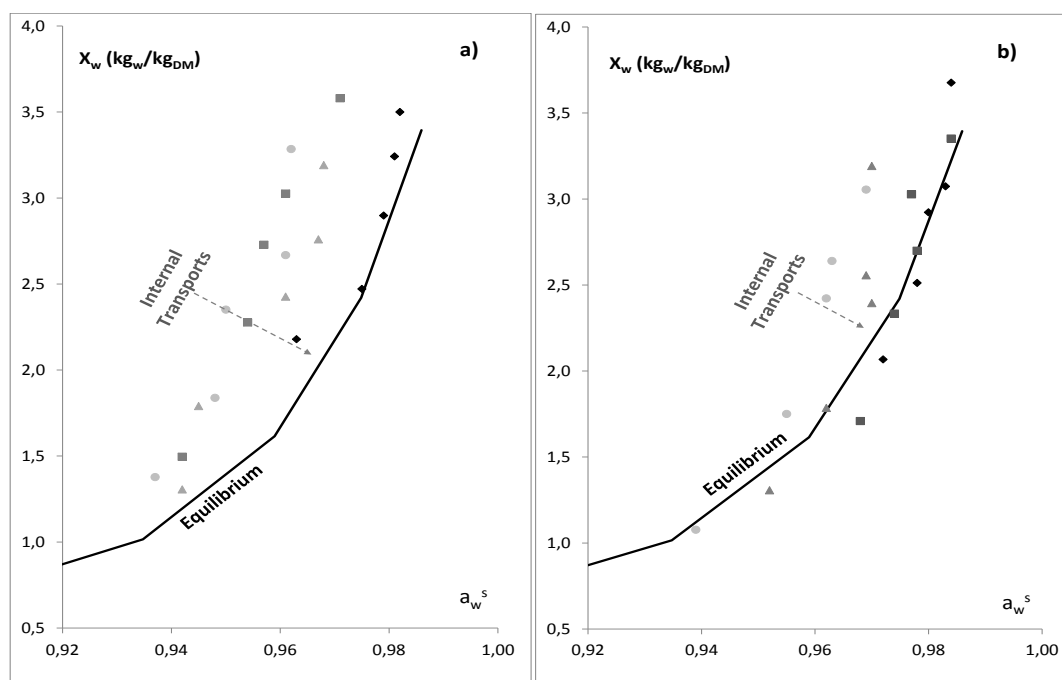 4,0
X_w (kg_w/kg_DM)
a)
3,5
3,0
Internal
Transports
2,5
2,0
1,5
Equilibrium
1,0
a_w^s
0,5
0,92
0,94
0,96
0,98
1,00
4,0
X_w (kg_w/kg_DM)
b)
3,5
3,0
Internal
Transports
2,5
2,0
1,5
Equilibrium
1,0
a_w^s
0,5
0,92
0,94
0,96
0,98
1,00